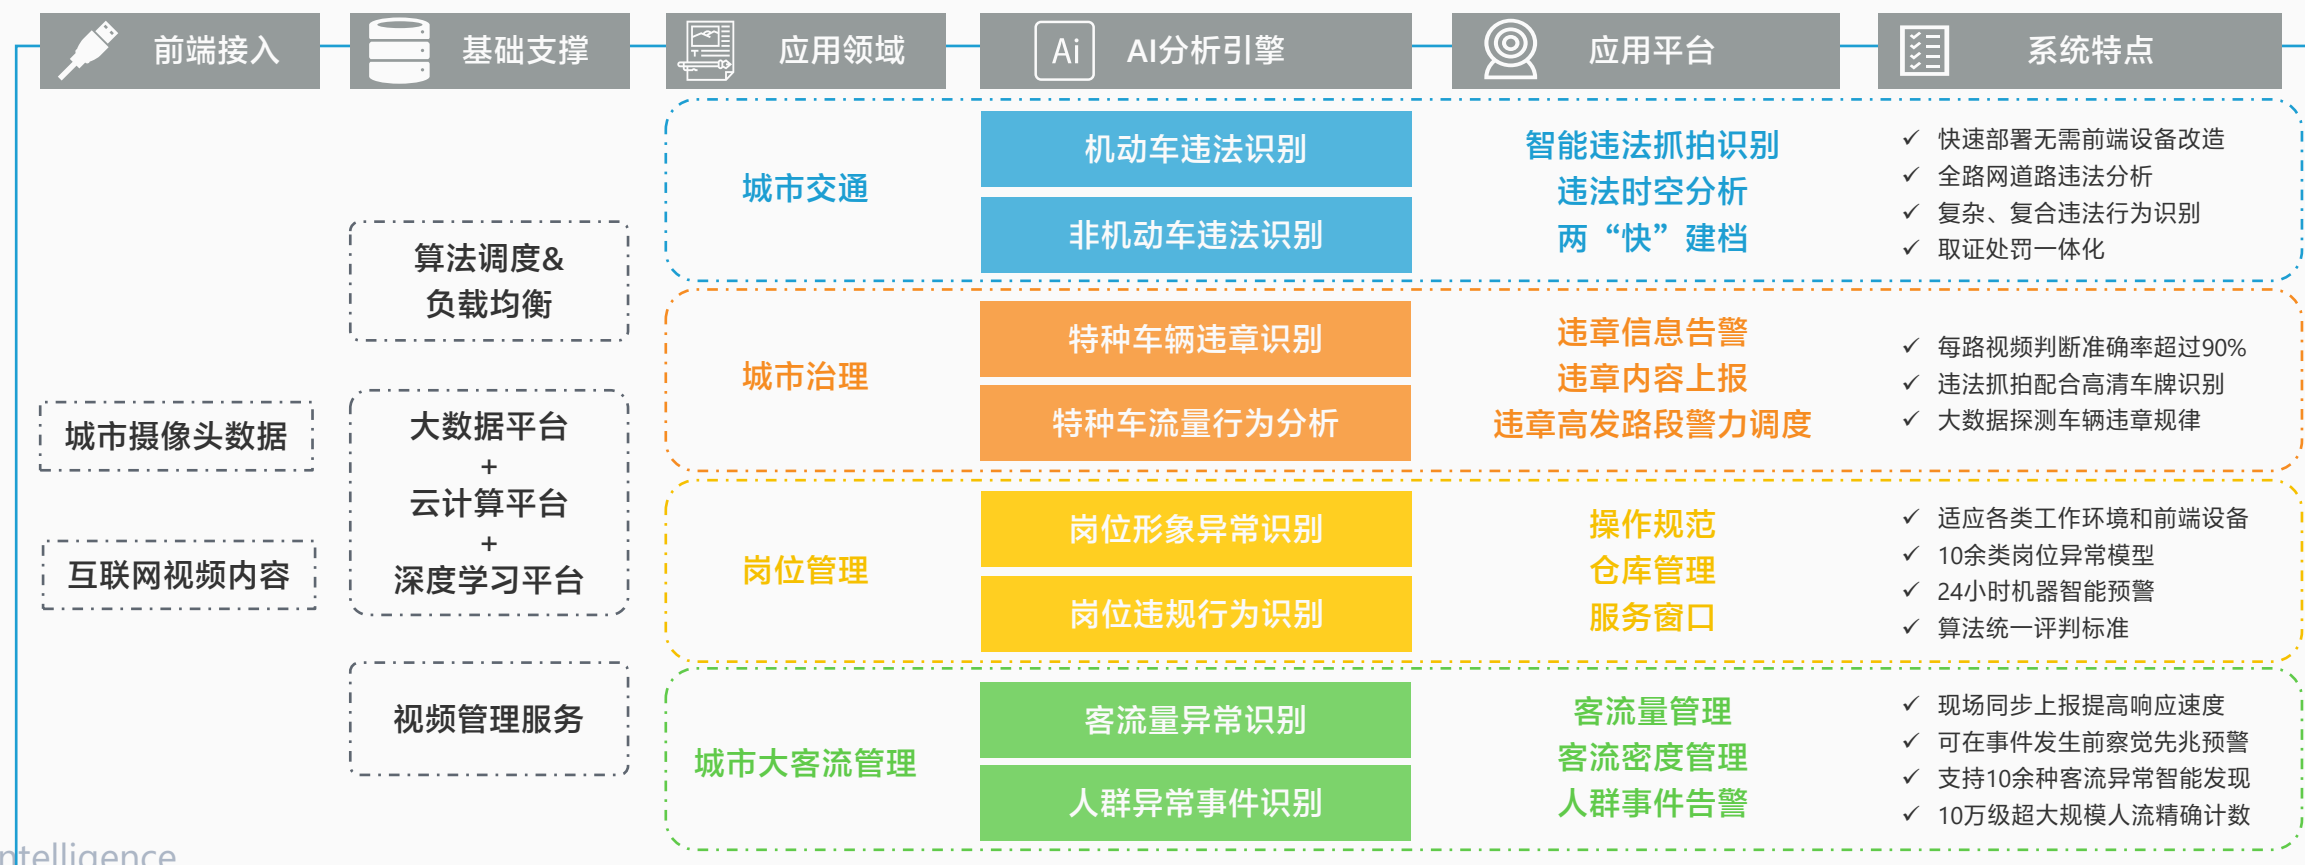 前端接入
基础支撑
应用领域
Ai AI分析引擎
应用平台
系统特点
城市摄像头数据
互联网视频内容
算法调度&
负载均衡
大数据平台
+
云计算平台
+
深度学习平台
视频管理服务
城市交通
机动车违法识别
非机动车违法识别
智能违法抓拍识别
违法时空分析
两“快”建档
✓ 快速部署无需前端设备改造
✓ 全路网道路违法分析
✓ 复杂、复合违法行为识别
✓ 取证处罚一体化
城市治理
特种车辆违章识别
特种车流量行为分析
违章信息告警
违章内容上报
违章高发路段警力调度
✓ 每路视频判断准确率超过90%
✓ 违法抓拍配合高清车牌识别
✓ 大数据探测车辆违章规律
岗位管理
岗位形象异常识别
岗位违规行为识别
操作规范
仓库管理
服务窗口
✓ 适应各类工作环境和前端设备
✓ 10余类岗位异常模型
✓ 24小时机器智能预警
✓ 算法统一评判标准
城市大客流管理
客流量异常识别
人群异常事件识别
客流量管理
客流密度管理
人群事件告警
✓ 现场同步上报提高响应速度
✓ 可在事件发生前察觉先兆预警
✓ 支持10余种客流异常智能发现
✓ 10万级超大规模人流精确计数
ntelligence